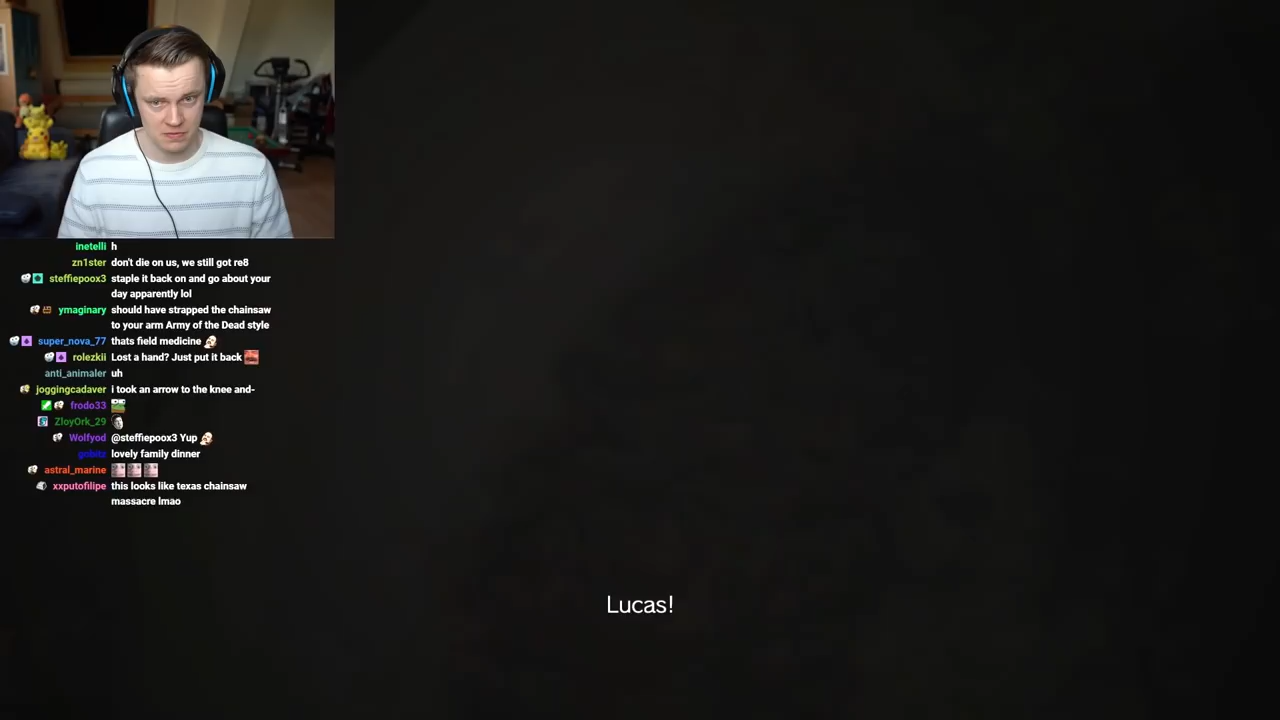 inetelli h
zn1ster don't die on us, we still got re8
steffiepoox3 staple it back on and go about your
day apparently lol
ymaginary should have strapped the chainsaw
to your arm Army of the Dead style
super_nova_77 thats field medicine
rolezkii Lost a hand? Just put it back
anti_animaler uh
joggingcadaver i took an arrow to the knee and-
frodo33
ZloyOrk_29
Wolfyod @steffiepoox3 Yup
gobitz lovely family dinner
astral_marine
xxputofilipe this looks like texas chainsaw
massacre lmao
Lucas!